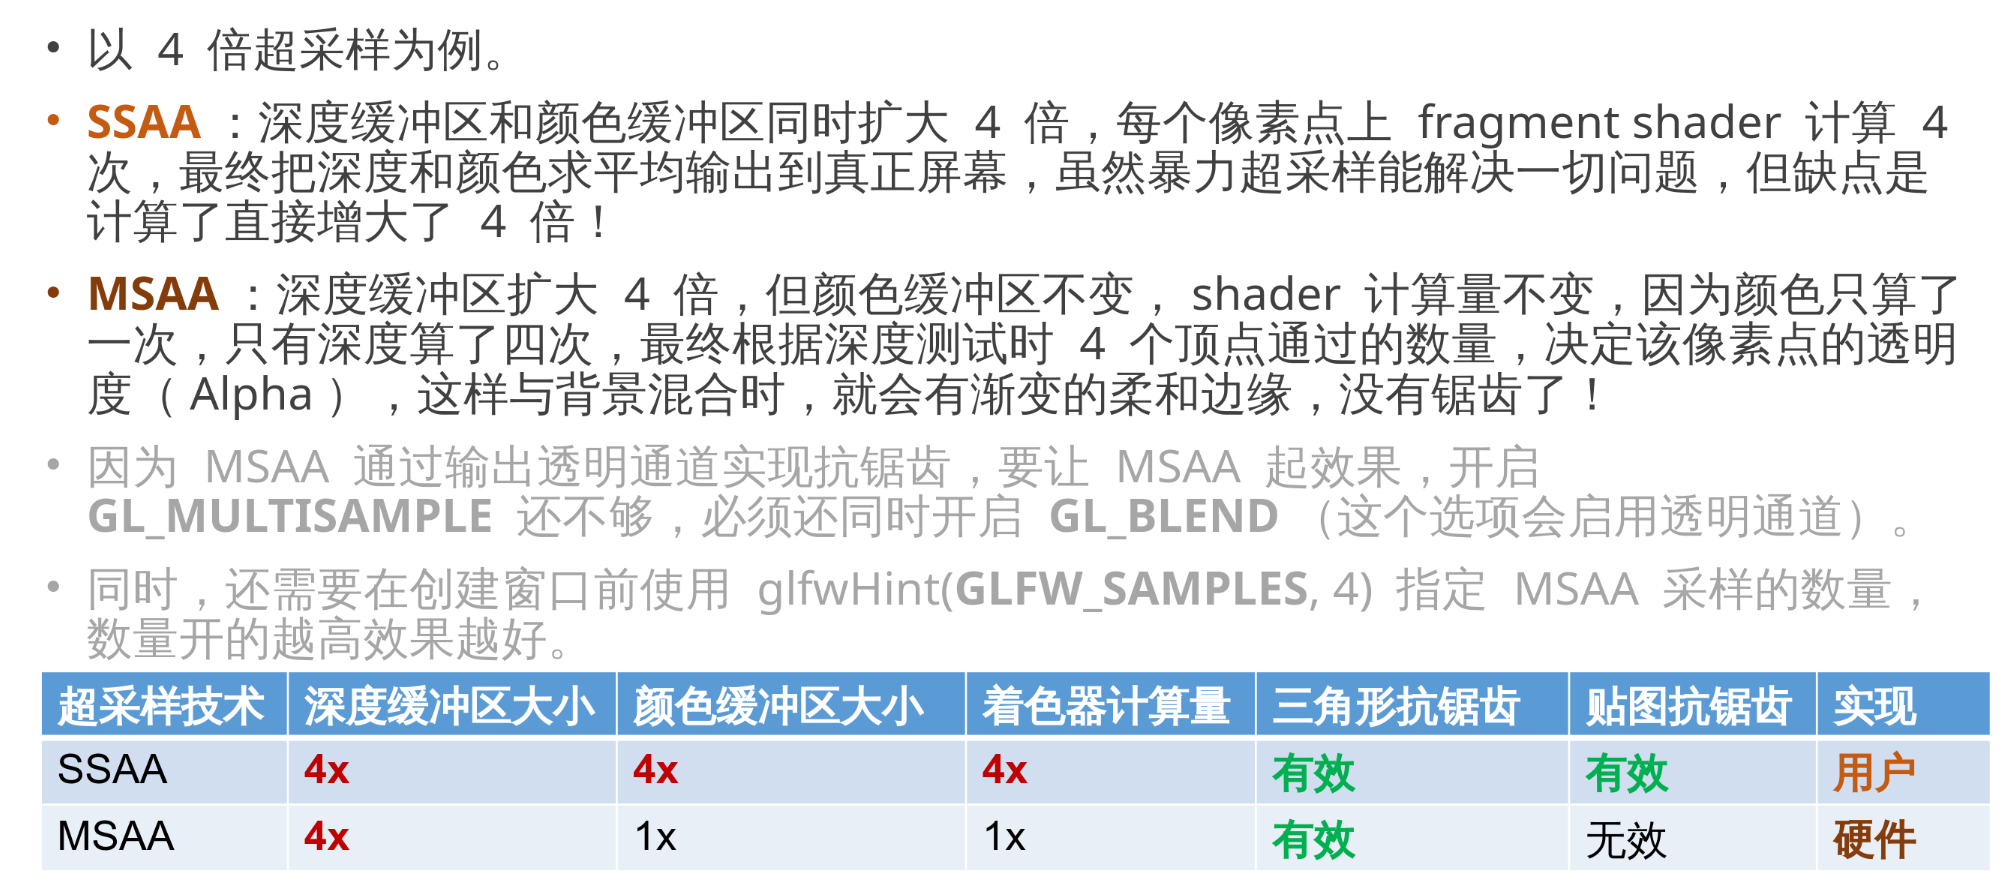 • 以 4 倍超采样为例。
• SSAA ：深度缓冲区和颜色缓冲区同时扩大 4 倍，每个像素点上 fragment shader 计算 4
次，最终把深度和颜色求平均输出到真正屏幕，虽然暴力超采样能解决一切问题，但缺点是
计算了直接增大了 4 倍！
• MSAA ：深度缓冲区扩大 4 倍，但颜色缓冲区不变， shader 计算量不变，因为颜色只算了
一次，只有深度算了四次，最终根据深度测试时 4 个顶点通过的数量，决定该像素点的透明
度（ Alpha ），这样与背景混合时，就会有渐变的柔和边缘，没有锯齿了！
• 因为 MSAA 通过输出透明通道实现抗锯齿，要让 MSAA 起效果，开启
GL_MULTISAMPLE 还不够，必须还同时开启 GL_BLEND （这个选项会启用透明通道）。
• 同时，还需要在创建窗口前使用 glfwHint(GLFW_SAMPLES, 4) 指定 MSAA 采样的数量，
数量开的越高效果越好。
超采样技术 深度缓冲区大小 颜色缓冲区大小 着色器计算量 三角形抗锯齿 贴图抗锯齿 实现
SSAA 4x 4x 4x 有效 有效 用户
MSAA 4x 1x 1x 有效 无效 硬件